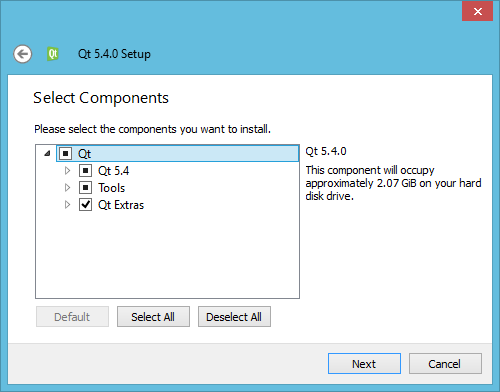 Qt Qt 5.4.0 Setup
Select Components
Please select the components you want to install.
Qt
Qt 5.4
Tools
Qt Extras
Qt 5.4.0
This component will occupy
approximately 2.07 GiB on your hard
disk drive.
Default
Select All
Deselect All
Next
Cancel